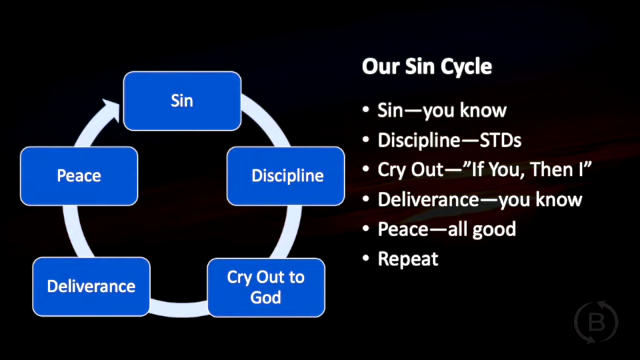 Our Sin Cycle
Sin
Discipline
Cry Out to
God
Deliverance
Peace
• Sin—you know
• Discipline—STDs
• Cry Out—”If You, Then I”
• Deliverance—you know
• Peace—all good
• Repeat
B